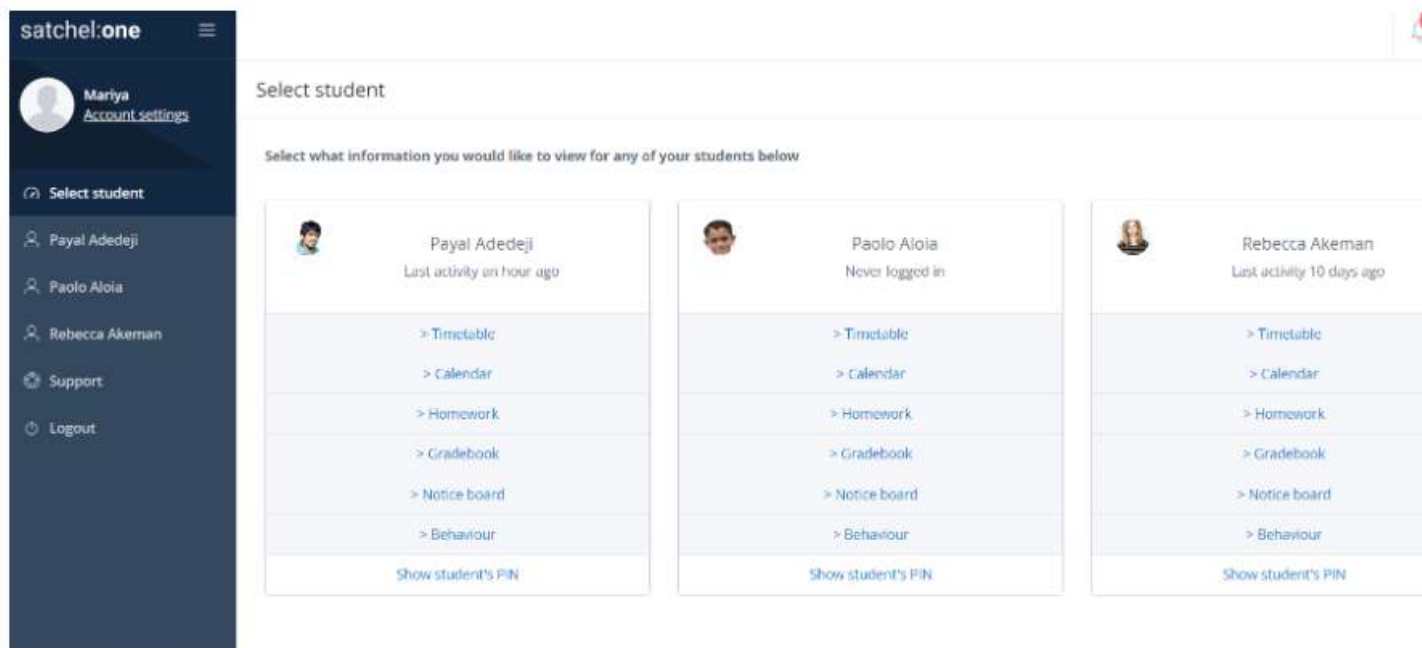 satchel:one
Mariya
Account settings
Select student
Payal Adedeji
Paolo Aloia
Rebecca Akeman
Support
Logout
Select student
Select what information you would like to view for any of your students below
Payal Adedeji
Last activity an hour ago
> Timetable
> Calendar
> Homework
> Gradebook
> Notice board
> Behaviour
Show student's PIN
Paolo Aloia
Never logged in
> Timetable
> Calendar
> Homework
> Gradebook
> Notice board
> Behaviour
Show student's PIN
Rebecca Akeman
Last activity 10 days ago
> Timetable
> Calendar
> Homework
> Gradebook
> Notice board
> Behaviour
Show student's PIN